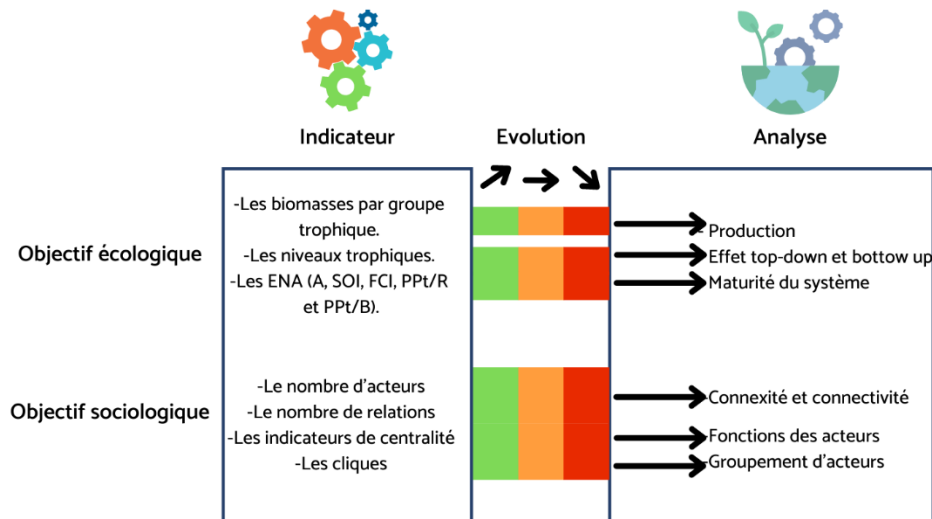 Indicateur
Evolution
Analyse
Objectif écologique
-Les biomasses par groupe
trophique.
-Les niveaux trophiques.
-Les ENA (A, SOI, FCI, PPt/R
et PPt/B).
- Production
-Effet top-down et bottow up
-Maturité du système
Objectif sociologique
-Le nombre d'acteurs
-Le nombre de relations
-Les indicateurs de centralité
-Les cliques
-Connexité et connectivité
-Fonctions des acteurs
-Groupement d'acteurs